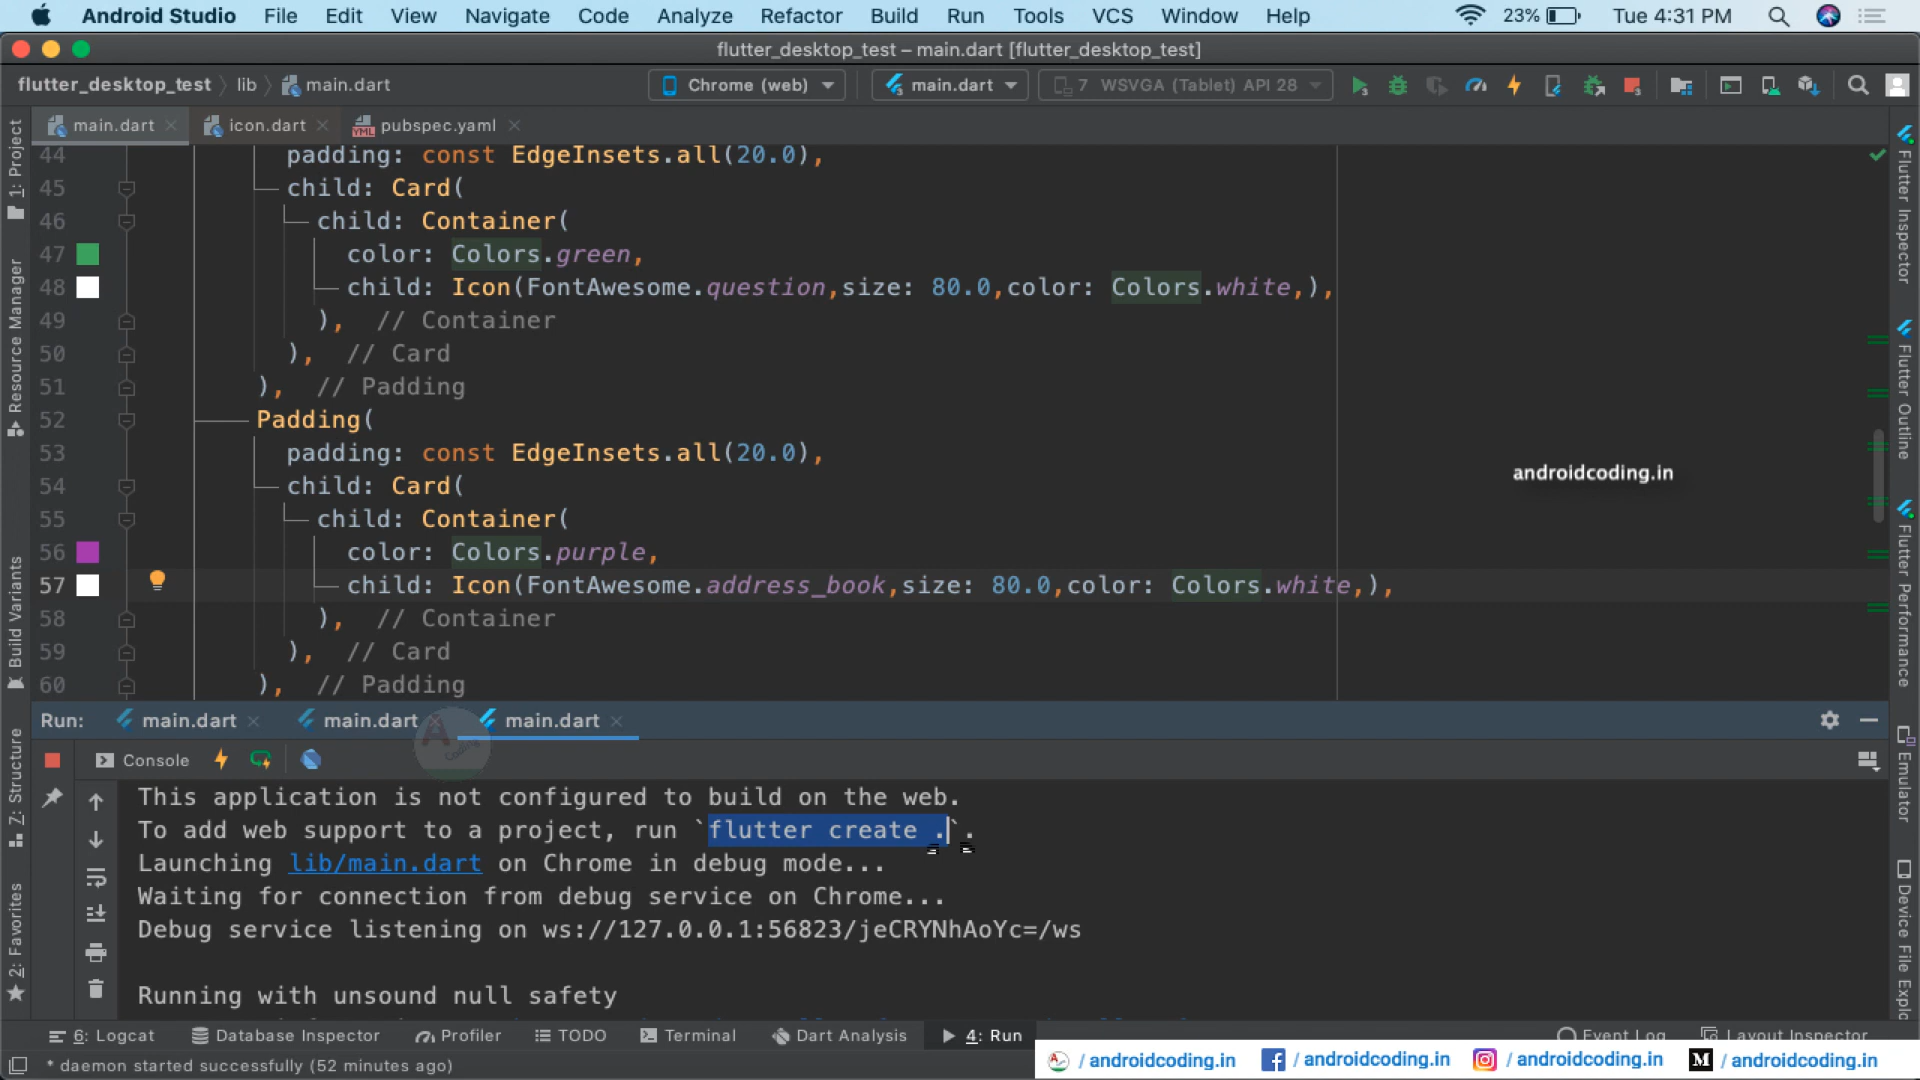 Android Studio File Edit View Navigate Code Analyze Refactor Build Run Tools VCS Window Help 23% Tue 4:31 PM
flutter_desktop_test – main.dart [flutter_desktop_test]
flutter_desktop_test lib main.dart Chrome (web) main.dart 7 WSVGA (Tablet) API 28
main.dart icon.dart pubspec.yaml
44 padding: const EdgeInsets.all(20.0),
45 child: Card(
46 child: Container(
47 color: Colors.green,
48 child: Icon(FontAwesome.question,size: 80.0,color: Colors.white,),
49 ), // Container
50 ), // Card
51 ), // Padding
52 Padding(
53 padding: const EdgeInsets.all(20.0),
54 child: Card(
55 child: Container(
56 color: Colors.purple,
57 child: Icon(FontAwesome.address_book,size: 80.0,color: Colors.white,),
58 ), // Container
59 ), // Card
60 ), // Padding
androidcoding.in
1: Project
Resource Manager
Build Variants
7: Structure
2: Favorites
Flutter Inspector
Flutter Outline
Flutter Performance
Emulator
Device File Explo
Run: main.dart main.dart main.dart
Console
This application is not configured to build on the web.
To add web support to a project, run `flutter create .`.
Launching lib/main.dart on Chrome in debug mode...
Waiting for connection from debug service on Chrome...
Debug service listening on ws://127.0.0.1:56823/jeCRYNhAoYc=/ws
Running with unsound null safety
6: Logcat Database Inspector Profiler TODO Terminal Dart Analysis 4: Run Event Log Layout Inspector
* daemon started successfully (52 minutes ago)
/ androidcoding.in / androidcoding.in / androidcoding.in / androidcoding.in